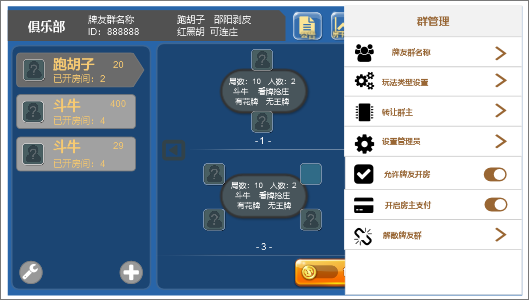 俱乐部
牌友群名称
ID：888888
跑胡子 邵阳剥皮
红黑胡 可连庄
跑胡子 20
已开房间：2
斗牛 400
已开房间：4
斗牛 29
已开房间：4
局数：10 人数：2
斗牛 看牌抢庄
有花牌 无王牌
-1-
局数：10 人数：2
斗牛 看牌抢庄
有花牌 无王牌
-3-
群管理
牌友群名称
玩法类型设置
转让群主
设置管理员
允许牌友开房
开启房主支付
解散牌友群